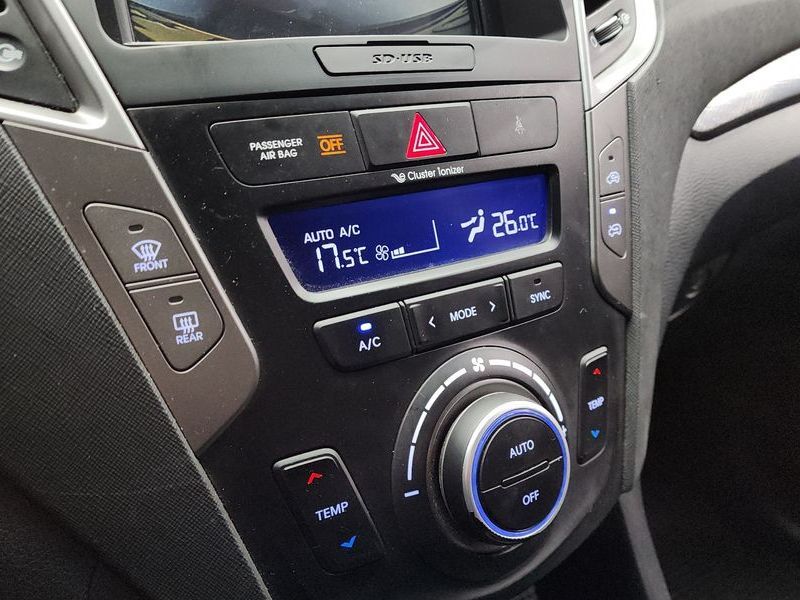 SD·USB
PASSENGER
AIR BAG
OFF
Cluster Ionizer
AUTO A/C
17.5°C
26.0°C
FRONT
REAR
A/C
< MODE >
SYNC
TEMP
AUTO
OFF
TEMP